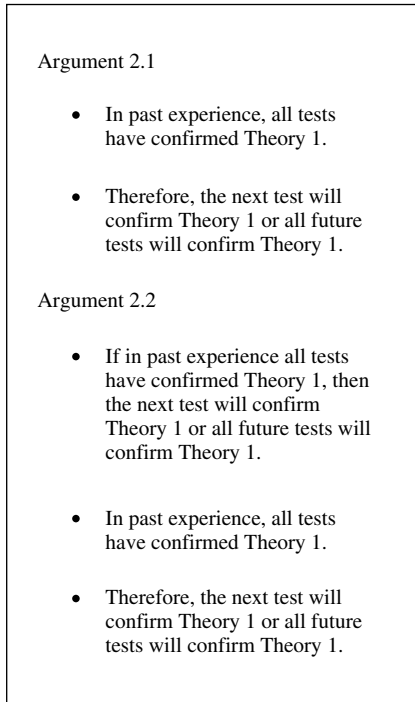 Argument 2.1
• In past experience, all tests
have confirmed Theory 1.
• Therefore, the next test will
confirm Theory 1 or all future
tests will confirm Theory 1.
Argument 2.2
• If in past experience all tests
have confirmed Theory 1, then
the next test will confirm
Theory 1 or all future tests will
confirm Theory 1.
• In past experience, all tests
have confirmed Theory 1.
• Therefore, the next test will
confirm Theory 1 or all future
tests will confirm Theory 1.